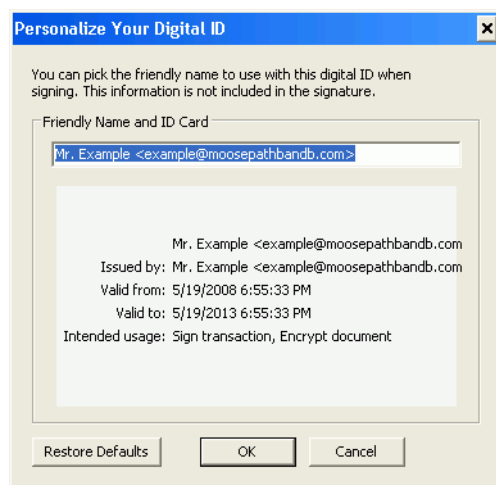 Personalize Your Digital ID
You can pick the friendly name to use with this digital ID when
signing. This information is not included in the signature.
Friendly Name and ID Card
Mr. Example <example@moosepathbandb.com>
Mr. Example <example@moosepathbandb.com
Issued by: Mr. Example <example@moosepathbandb.com
Valid from: 5/19/2008 6:55:33 PM
Valid to: 5/19/2013 6:55:33 PM
Intended usage: Sign transaction, Encrypt document
Restore Defaults OK Cancel